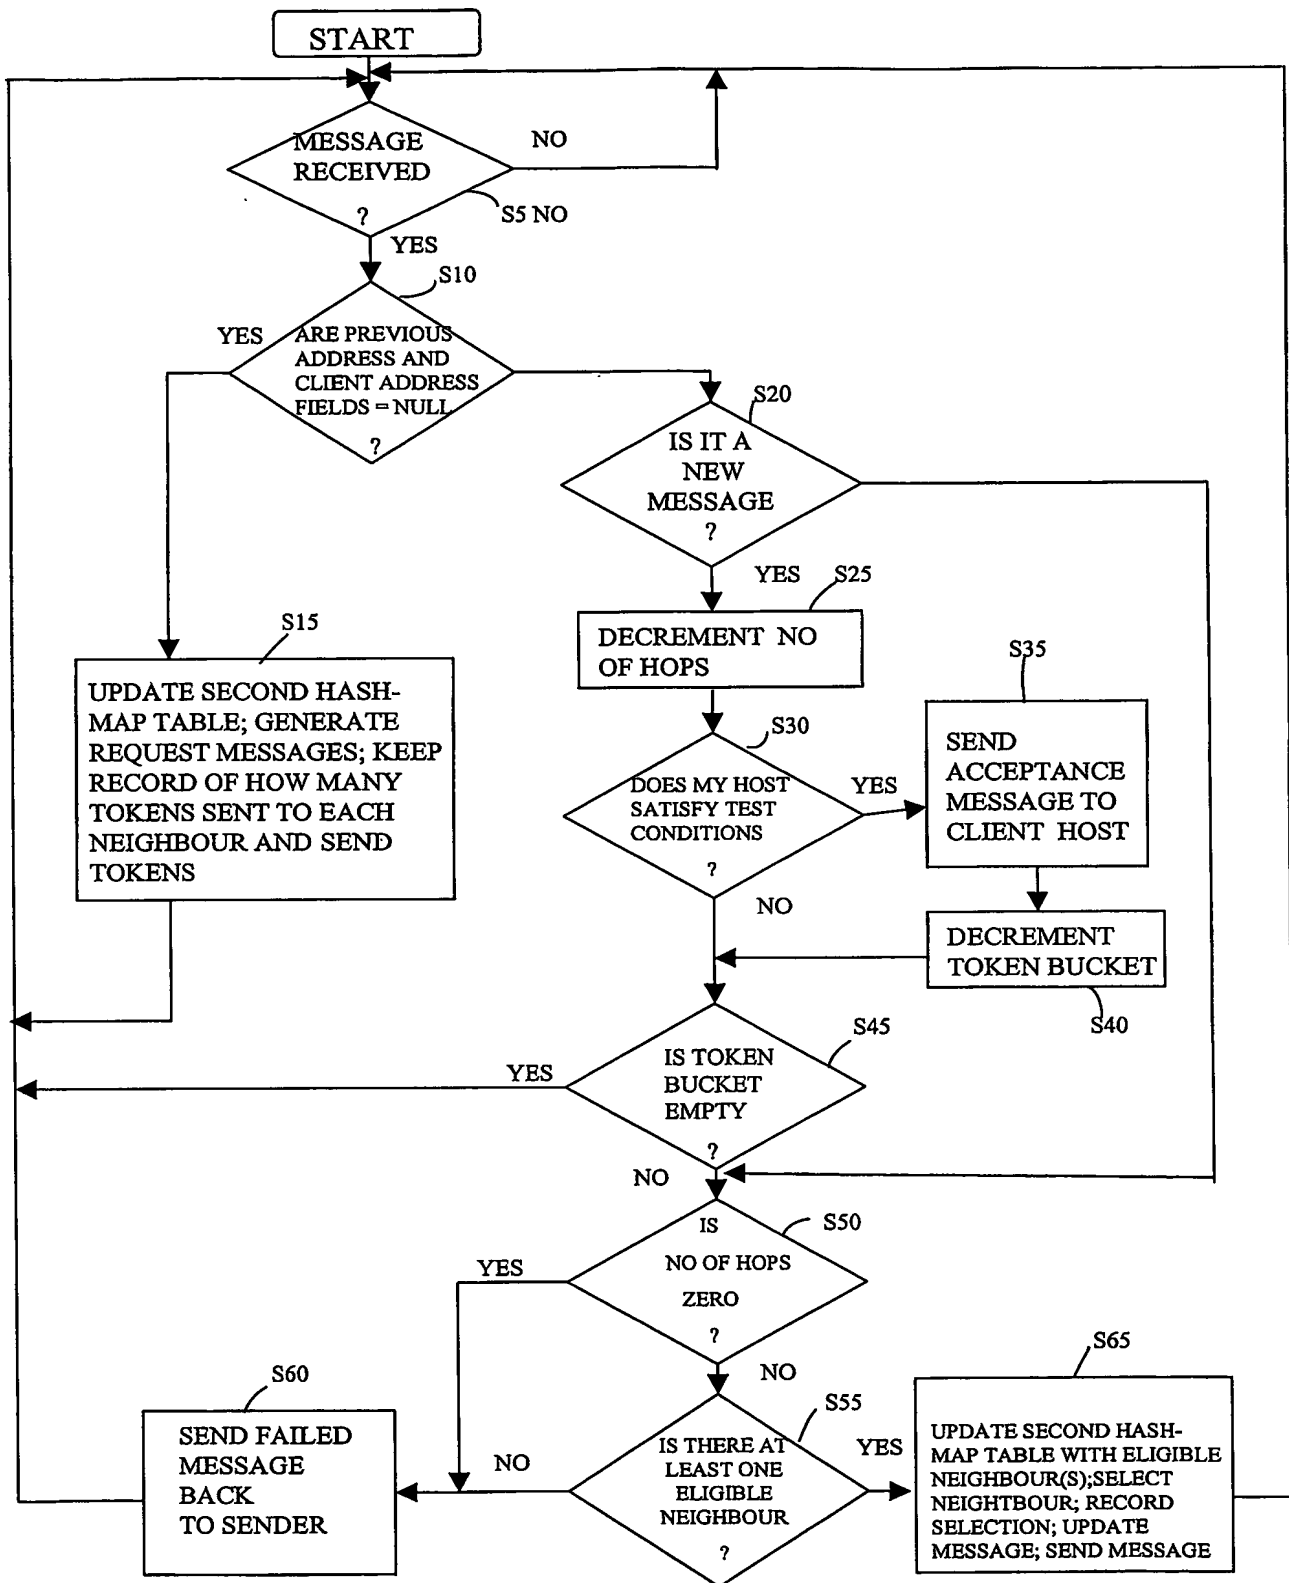 START
MESSAGE
RECEIVED
?
NO
S5 NO
YES
S10
YES
ARE PREVIOUS
ADDRESS AND
CLIENT ADDRESS
FIELDS = NULL
?
S20
IS IT A
NEW
MESSAGE
?
YES
S25
DECREMENT NO
OF HOPS
S15
UPDATE SECOND HASH-
MAP TABLE; GENERATE
REQUEST MESSAGES; KEEP
RECORD OF HOW MANY
TOKENS SENT TO EACH
NEIGHBOUR AND SEND
TOKENS
S30
DOES MY HOST
SATISFY TEST
CONDITIONS
?
YES
NO
S35
SEND
ACCEPTANCE
MESSAGE TO
CLIENT HOST
DECREMENT
TOKEN BUCKET
S40
S45
IS TOKEN
BUCKET
EMPTY
?
YES
NO
S50
IS
NO OF HOPS
ZERO
?
YES
NO
S55
IS THERE AT
LEAST ONE
ELIGIBLE
NEIGHBOUR
?
NO
YES
S60
SEND FAILED
MESSAGE
BACK
TO SENDER
S65
UPDATE SECOND HASH-
MAP TABLE WITH ELIGIBLE
NEIGHBOUR(S);SELECT
NEIGHTBOUR; RECORD
SELECTION; UPDATE
MESSAGE; SEND MESSAGE